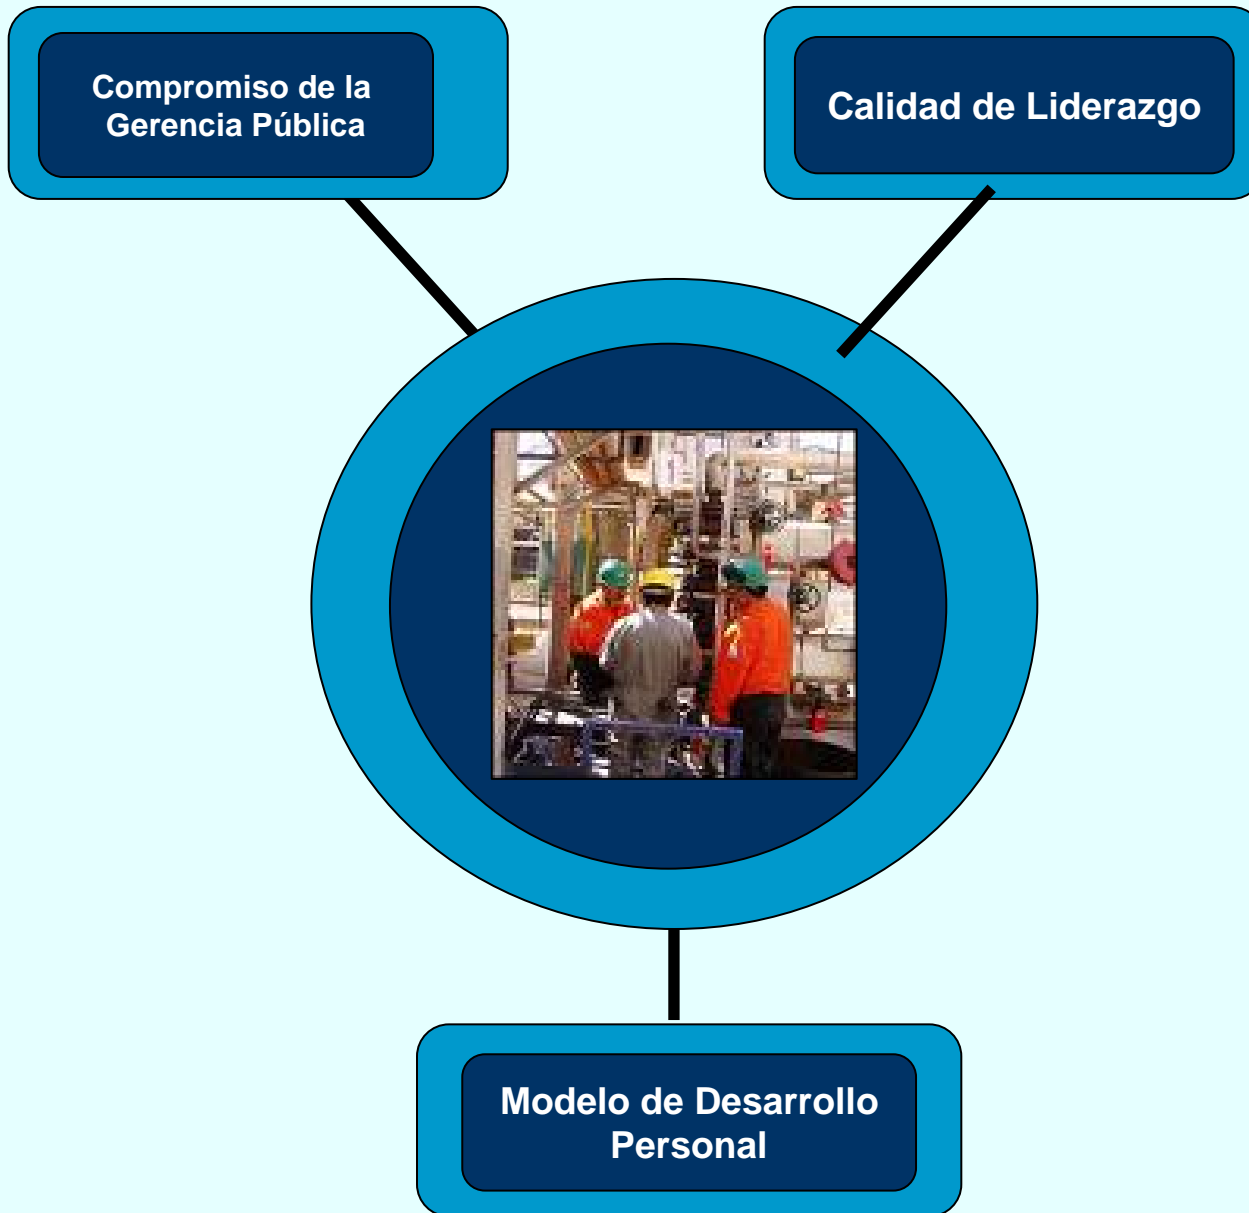 Compromiso de la
Gerencia Pública
Calidad de Liderazgo
Modelo de Desarrollo
Personal